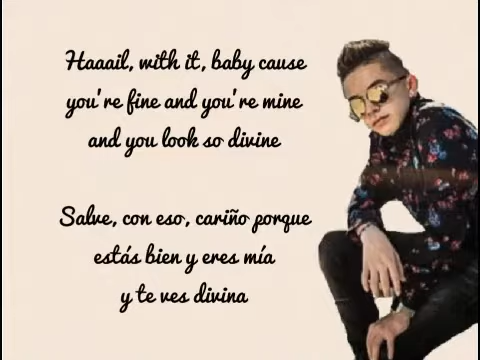 Haaail, with it, baby cause
you're fine and you're mine
and you look so divine
Salve, con eso, cariño porque
estás bien y eres mía
y te ves divina